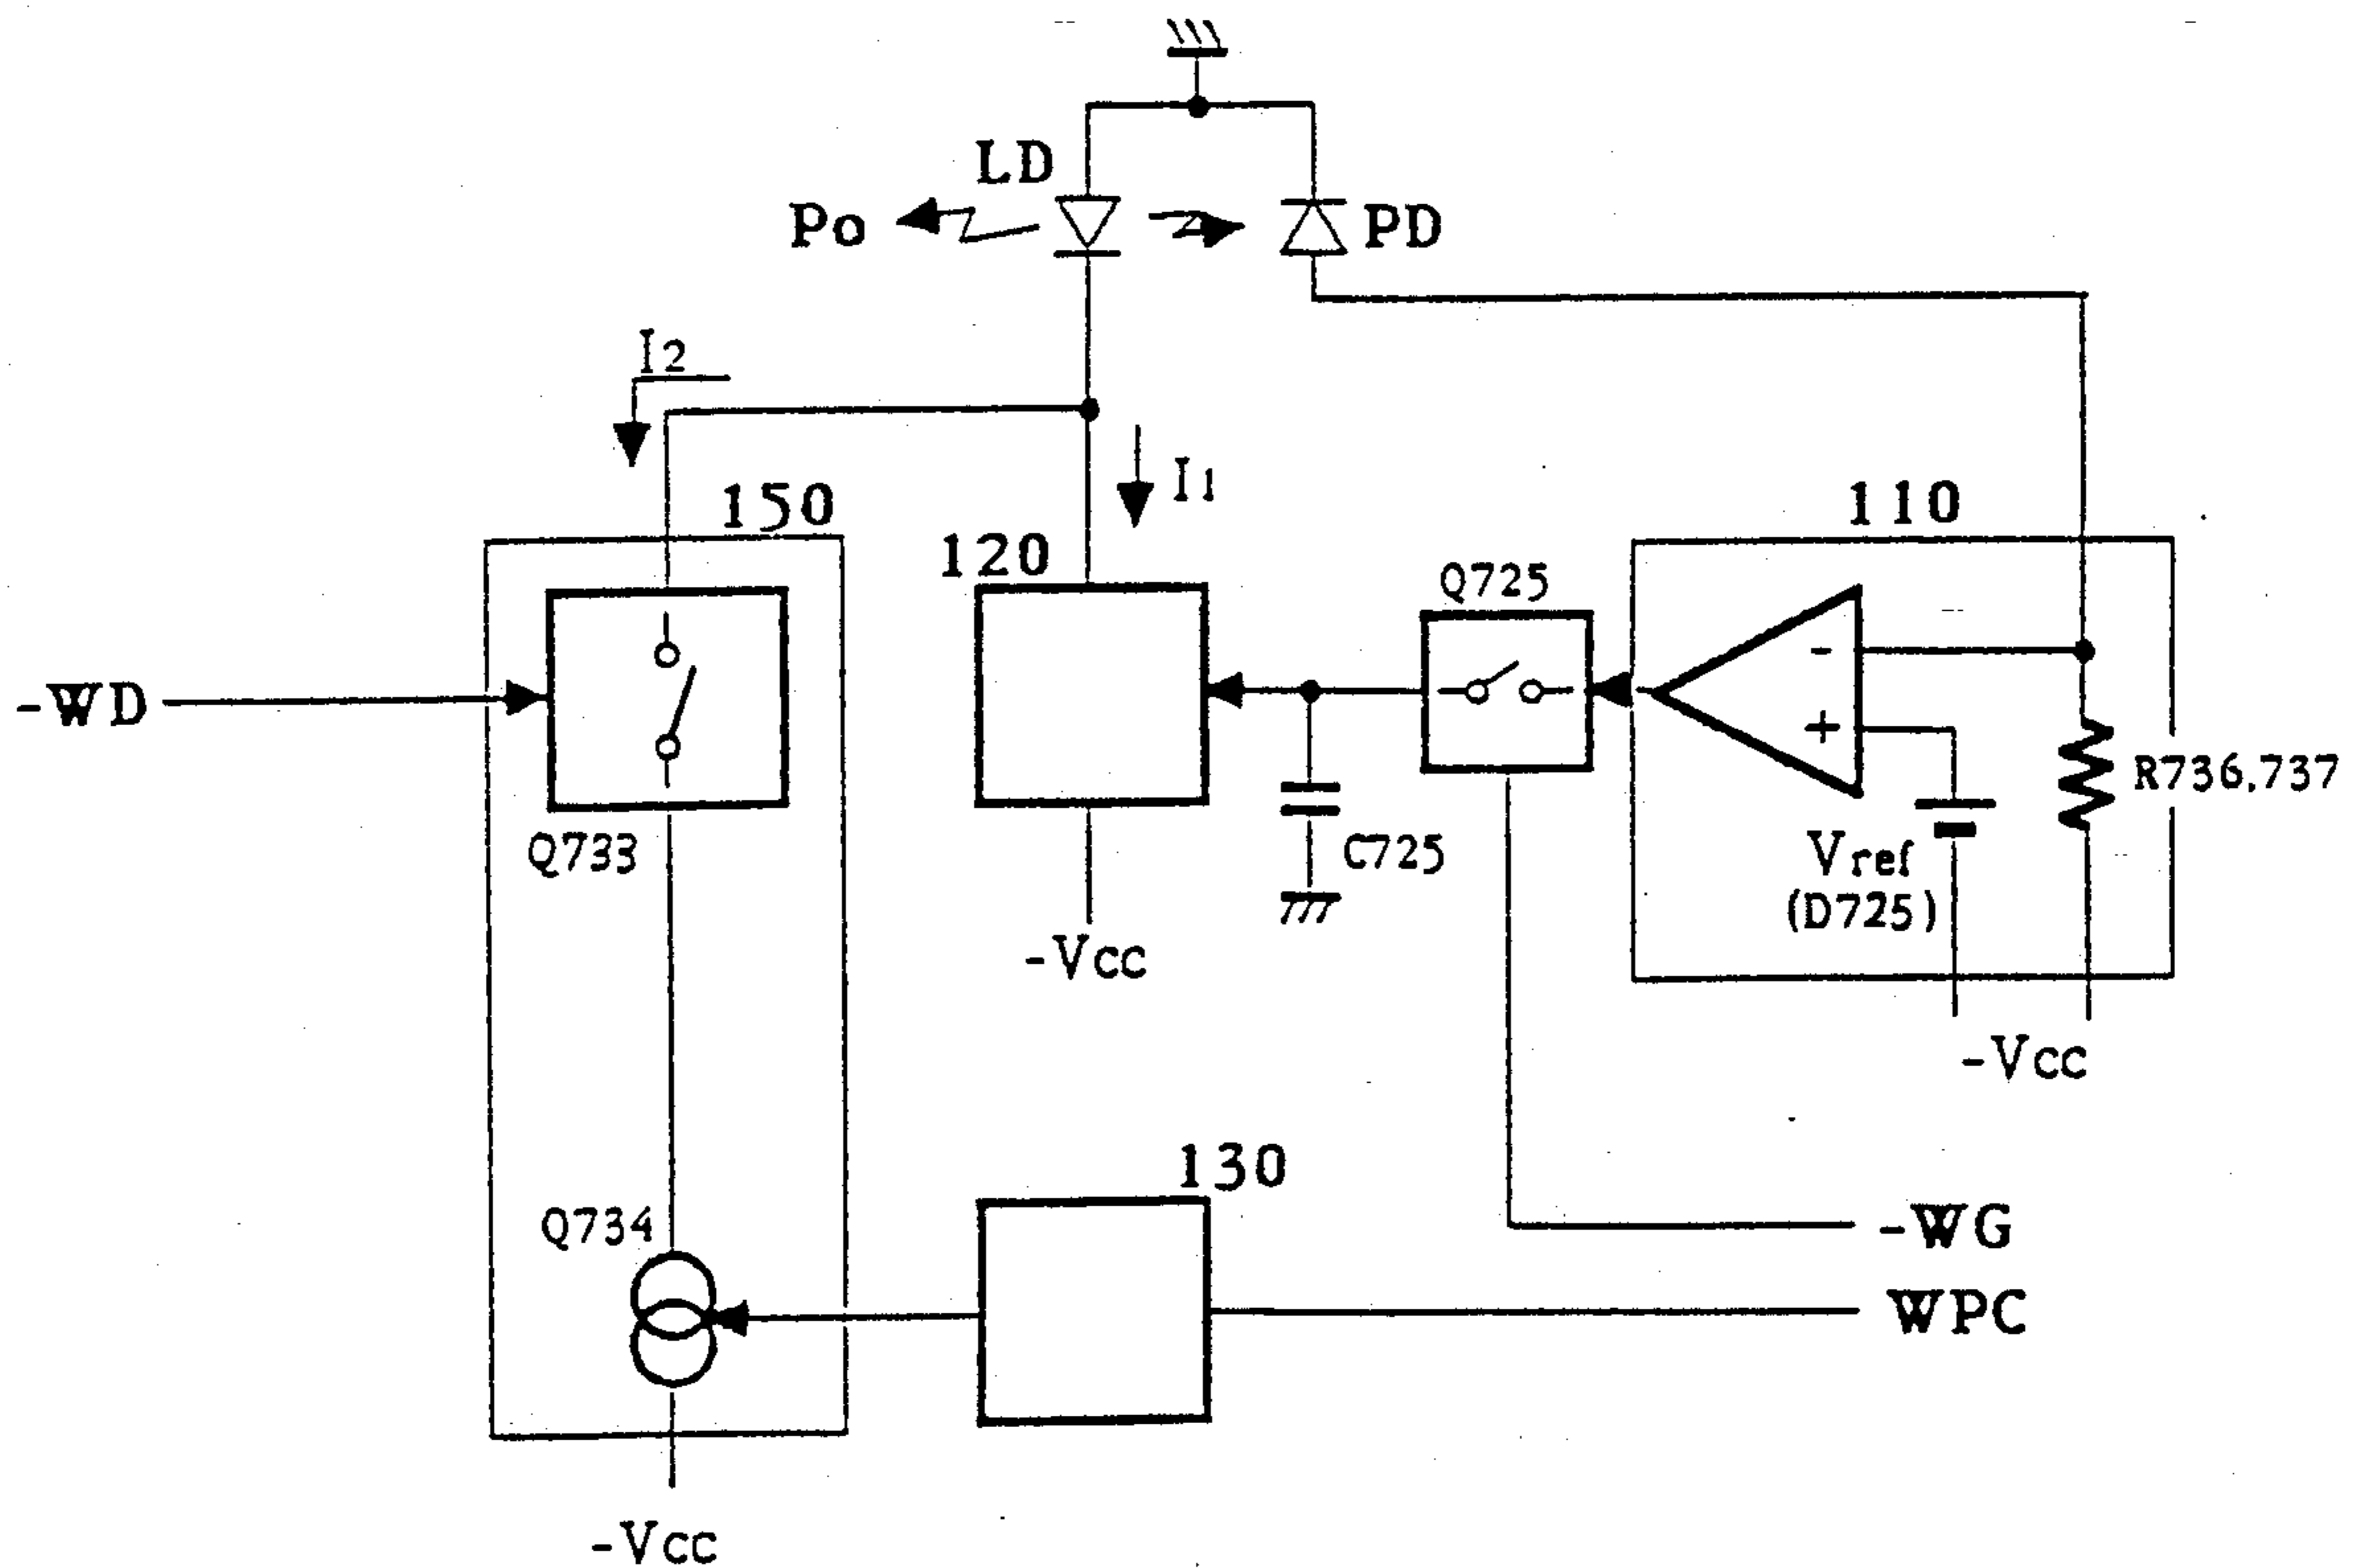 LD
Po
PD
I2
I1
150
120
110
Q725
-
+
-WD
R736,737
Q733
C725
Vref
(D725)
-Vcc
-Vcc
130
Q734
-WG
WPC
-Vcc